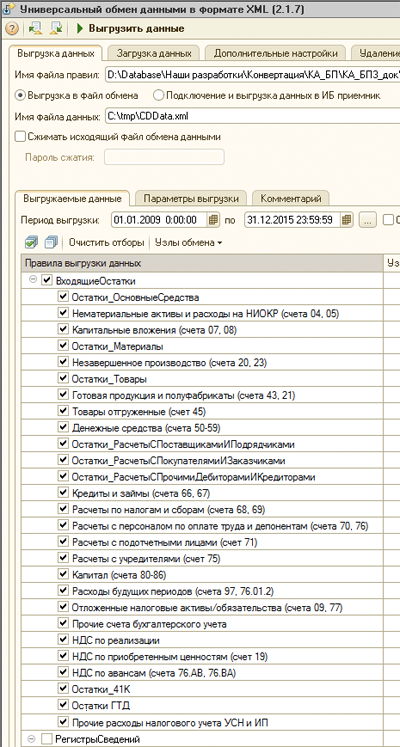 Универсальный обмен данными в формате XML (2.1.7)
Выгрузить данные
Выгрузка данных Загрузка данных Дополнительные настройки Удаление
Имя файла правил: D:\Database\Наши разработки\Конвертация\КА_БП\КА_БП3_док\
Выгрузка в файл обмена Подключение и выгрузка данных в ИБ приемник
Имя файла данных: C:\tmp\CDData.xml
Сжимать исходящий файл обмена данными
Пароль сжатия:
Выгружаемые данные Параметры выгрузки Комментарий
Период выгрузки: 01.01.2009 0:00:00 по 31.12.2015 23:59:59 ...
Очистить отборы Узлы обмена
Правила выгрузки данных Уз
ВходящиеОстатки
Остатки_ОсновныеСредства
Нематериальные активы и расходы на НИОКР (счета 04, 05)
Капитальные вложения (счета 07, 08)
Остатки_Материалы
Незавершенное производство (счета 20, 23)
Остатки_Товары
Готовая продукция и полуфабрикаты (счета 43, 21)
Товары отгруженные (счет 45)
Денежные средства (счета 50-59)
Остатки_РасчетыСПоставщикамиИПодрядчиками
Остатки_РасчетыСПокупателямиИЗаказчиками
Остатки_РасчетыСПрочимиДебиторамиИКредиторами
Кредиты и займы (счета 66, 67)
Расчеты по налогам и сборам (счета 68, 69)
Расчеты с персоналом по оплате труда и депонентам (счета 70, 76)
Расчеты с подотчетными лицами (счет 71)
Расчеты с учредителями (счет 75)
Капитал (счета 80-86)
Расходы будущих периодов (счета 97, 76.01.2)
Отложенные налоговые активы/обязательства (счета 09, 77)
Прочие счета бухгалтерского учета
НДС по реализации
НДС по приобретенным ценностям (счет 19)
НДС по авансам (счета 76.АВ, 76.ВА)
Остатки_41К
Остатки ГТД
Прочие расходы налогового учета УСН и ИП
РегистрыСведений